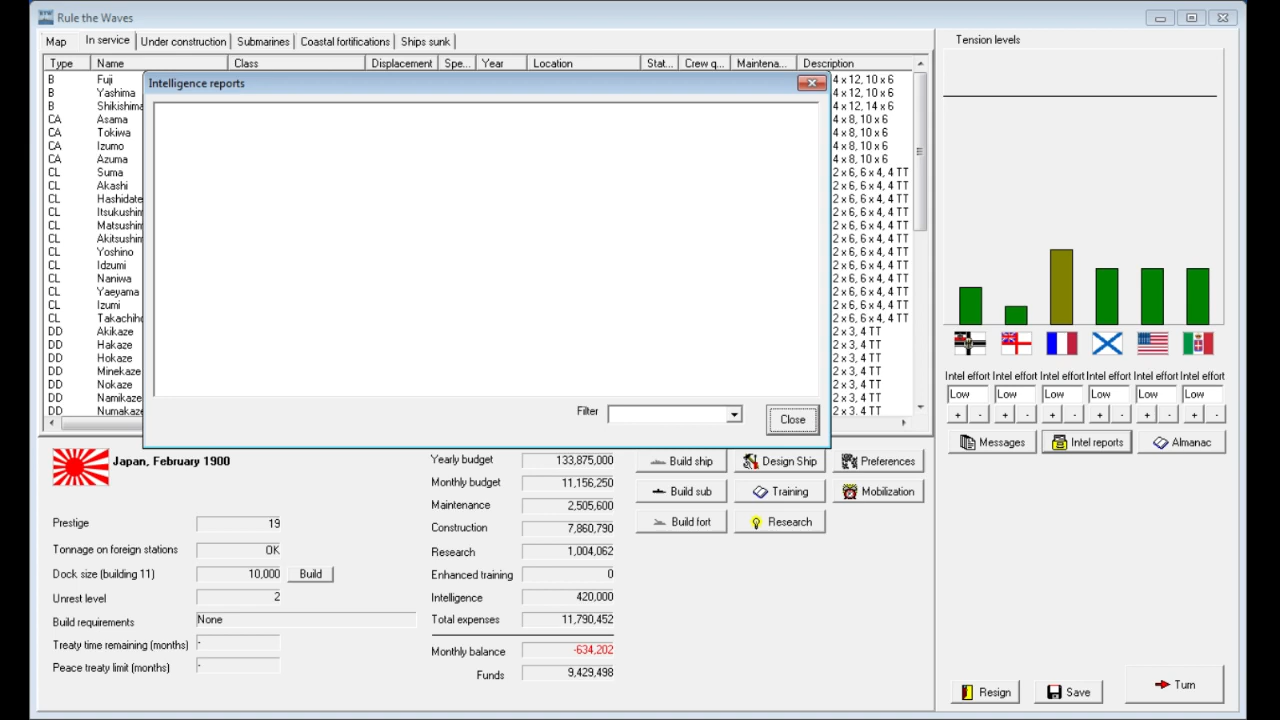 Rule the Waves
Map In service Under construction Submarines Coastal fortifications Ships sunk
Type Name Class Displacement Spe... Year Location Stat... Crew q... Maintena... Description
Intelligence reports
B Fuji 4 x 12, 10 x 6
B Yashima 4 x 12, 10 x 6
B Shikishima 4 x 12, 14 x 6
CA Asama 4 x 8, 10 x 6
CA Tokiwa 4 x 8, 10 x 6
CA Izumo 4 x 8, 10 x 6
CA Azuma 4 x 8, 10 x 6
CL Suma 2 x 6, 6 x 4, 4 TT
CL Akashi 2 x 6, 6 x 4, 4 TT
CL Hashidate 2 x 6, 6 x 4, 4 TT
CL Itsukushim 2 x 6, 6 x 4, 4 TT
CL Matsushim 2 x 6, 6 x 4, 4 TT
CL Akitsushim 2 x 6, 6 x 4, 4 TT
CL Yoshino 2 x 6, 6 x 4, 4 TT
CL Idzumi 2 x 6, 6 x 4, 4 TT
CL Naniwa 2 x 6, 6 x 4, 4 TT
CL Yaeyama 2 x 6, 6 x 4, 4 TT
CL Izumi 2 x 6, 6 x 4, 4 TT
CL Takachiho 2 x 6, 6 x 4, 4 TT
DD Akikaze 2 x 3, 4 TT
DD Hakaze 2 x 3, 4 TT
DD Hokaze 2 x 3, 4 TT
DD Minekaze 2 x 3, 4 TT
DD Nokaze 2 x 3, 4 TT
DD Namikaze 2 x 3, 4 TT
DD Numakaze 2 x 3, 4 TT
Filter Close
Tension levels
Intel effort Intel effort Intel effort Intel effort Intel effort Intel effort
Low Low Low Low Low Low
+ - + - + - + - + - + -
Messages Intel reports Almanac
Japan, February 1900
Prestige 19
Tonnage on foreign stations OK
Dock size (building 11) 10,000 Build
Unrest level 2
Build requirements None
Treaty time remaining (months) -
Peace treaty limit (months) -
Yearly budget 133,875,000
Monthly budget 11,156,250
Maintenance 2,505,600
Construction 7,860,790
Research 1,004,062
Enhanced training 0
Intelligence 420,000
Total expenses 11,790,452
Monthly balance -634,202
Funds 9,429,498
Build ship Design Ship Preferences
Build sub Training Mobilization
Build fort Research
Resign Save Turn